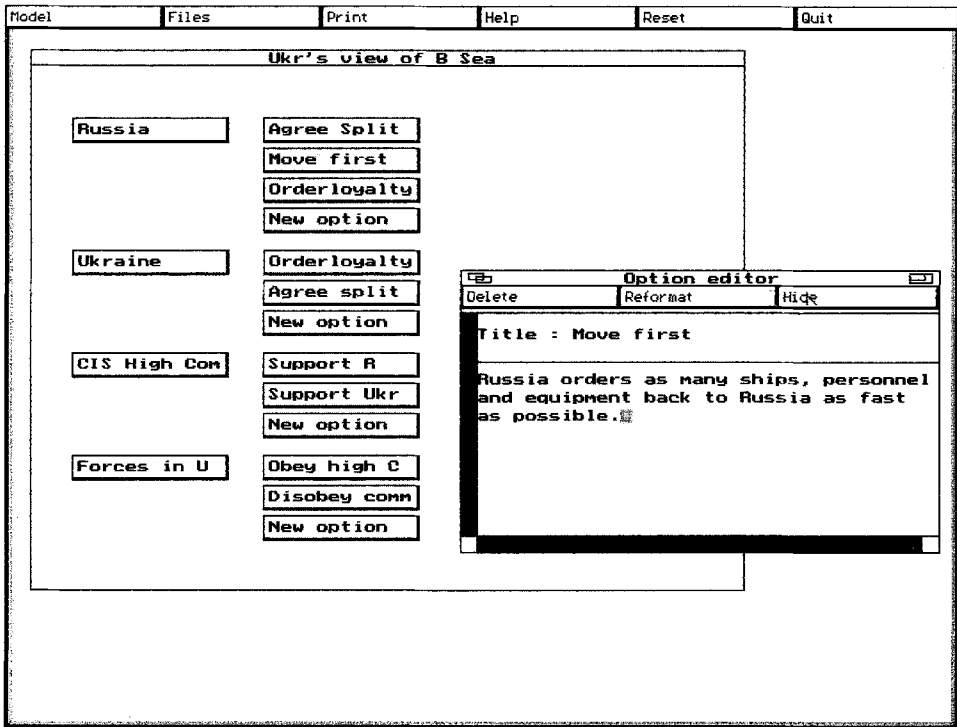 Model Files Print Help Reset Quit
Ukr's view of B Sea
Russia
Agree Split
Move first
Orderloyalty
New option
Ukraine
Orderloyalty
Agree split
New option
CIS High Com
Support R
Support Ukr
New option
Forces in U
Obey high C
Disobey comm
New option
Option editor
Delete Reformat Hide
Title : Move first
Russia orders as many ships, personnel
and equipment back to Russia as fast
as possible.